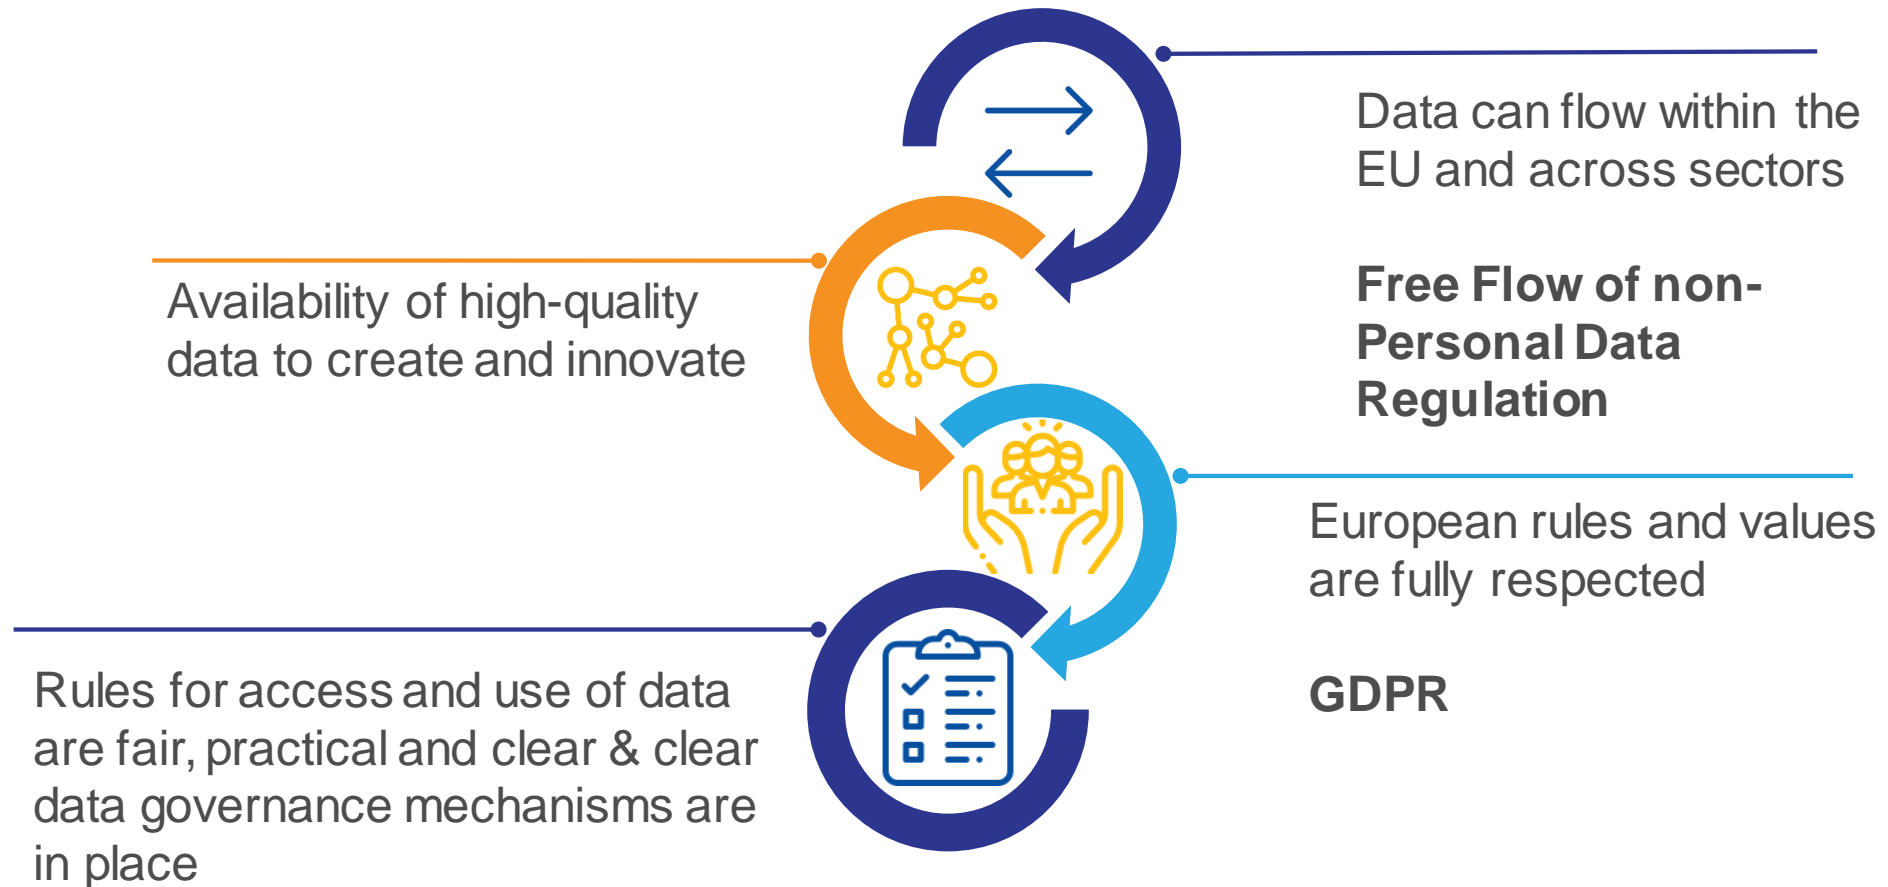 Data can flow within the
EU and across sectors
Free Flow of non-
Personal Data
Regulation
Availability of high-quality
data to create and innovate
European rules and values
are fully respected
GDPR
Rules for access and use of data
are fair, practical and clear & clear
data governance mechanisms are
in place